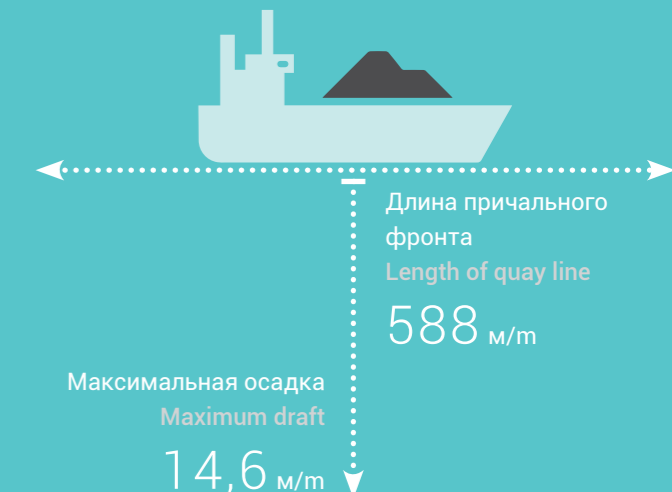 Длина причального
фронта
Length of quay line
588 м/m
Максимальная осадка
Maximum draft
14,6 м/m